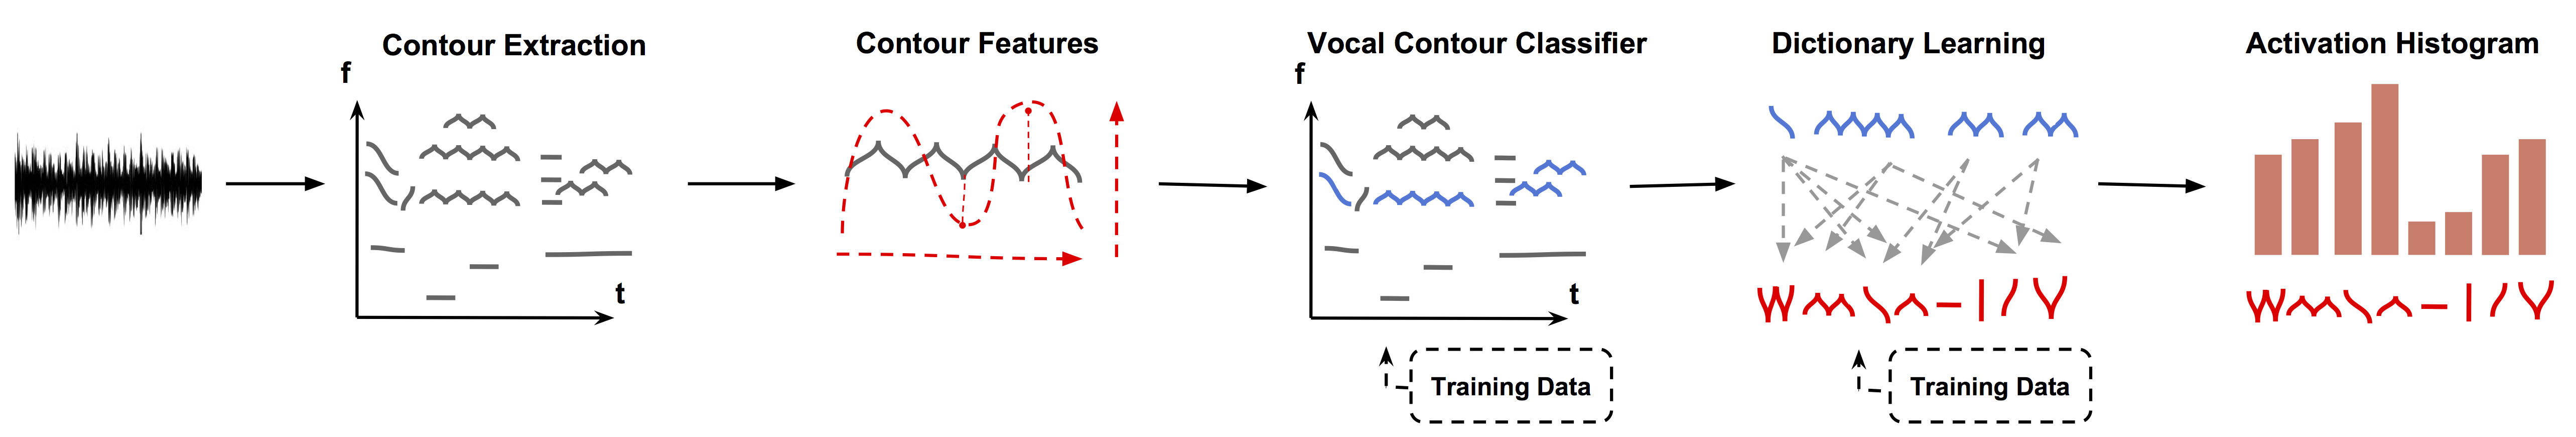 Contour Extraction
f
t
Contour Features
Vocal Contour Classifier
f
t
Training Data
Dictionary Learning
Training Data
Activation Histogram